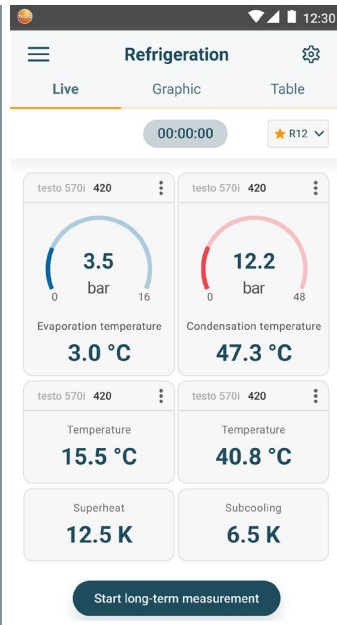 testo
12:30
Refrigeration
Live Graphic Table
00:00:00 R12
testo 570i 420
testo 570i 420
3.5
bar
0 16
12.2
bar
0 48
Evaporation temperature
3.0 °C
Condensation temperature
47.3 °C
testo 570i 420
testo 570i 420
Temperature
15.5 °C
Temperature
40.8 °C
Superheat
12.5 K
Subcooling
6.5 K
Start long-term measurement